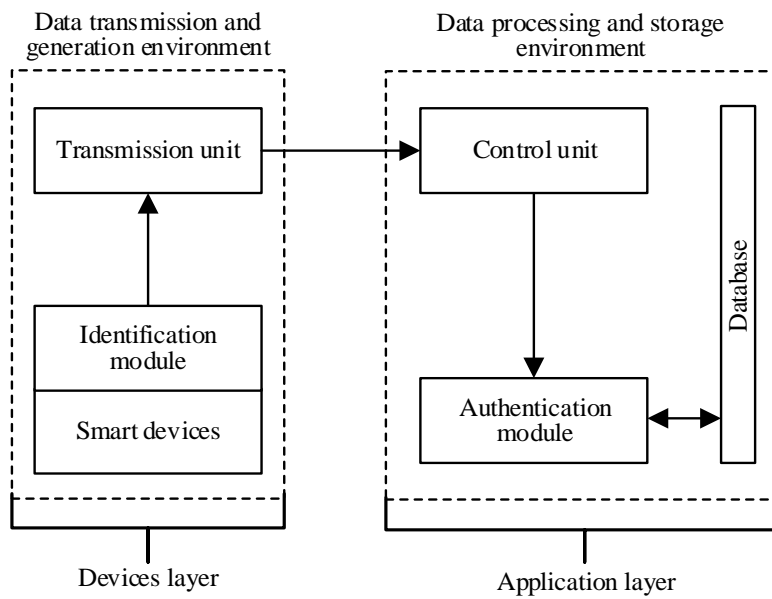 Data transmission and
generation environment
Data processing and storage
environment
Transmission unit
Control unit
Identification
module
Smart devices
Authentication
module
Database
Devices layer
Application layer